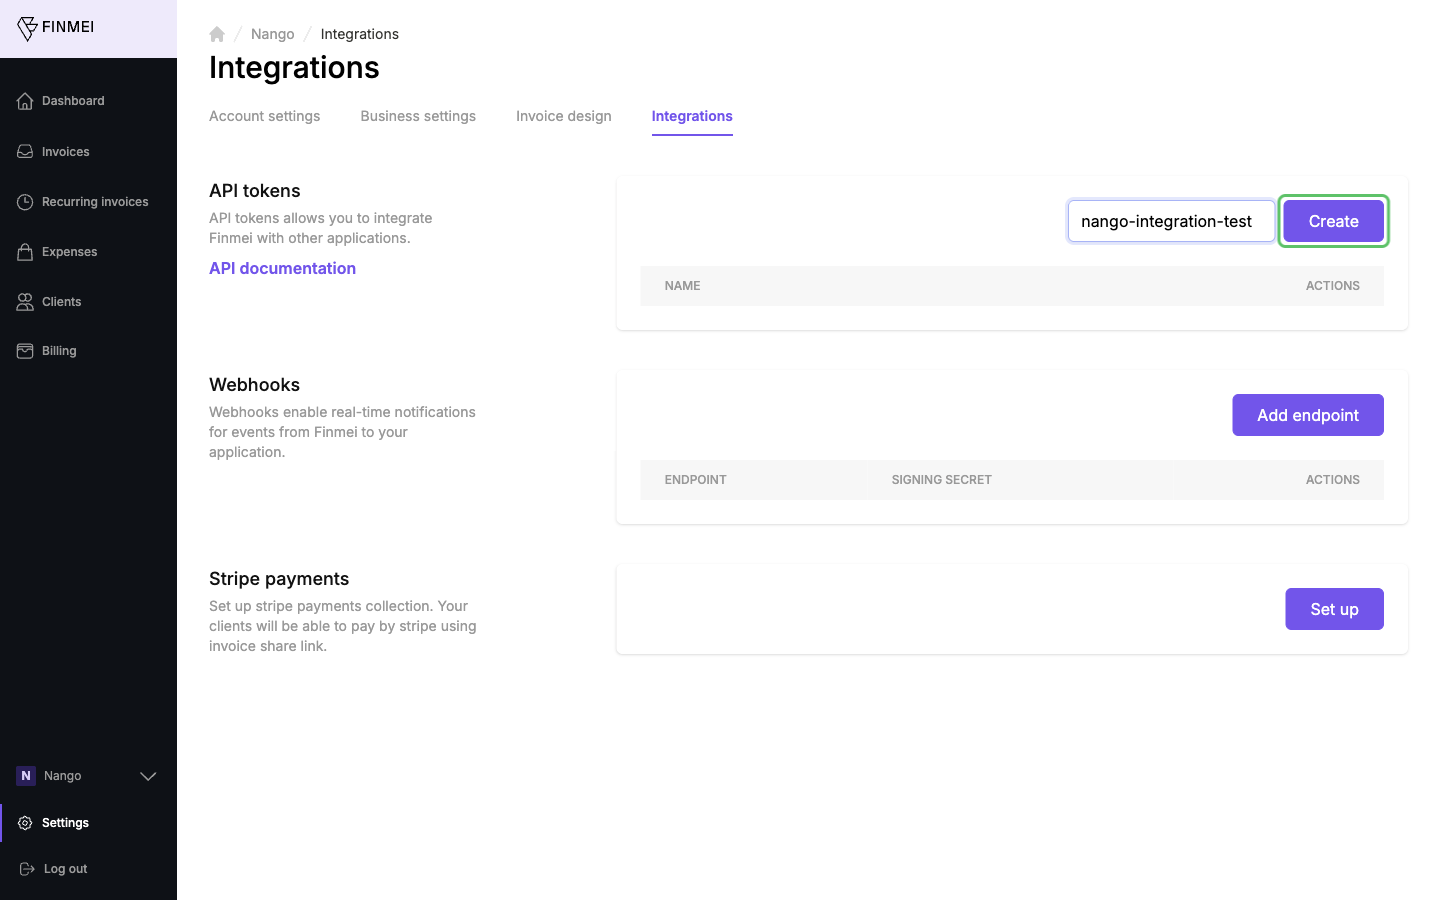 FINMEI
Dashboard
Invoices
Recurring invoices
Expenses
Clients
Billing
N Nango
Settings
Log out
/ Nango / Integrations
Integrations
Account settings Business settings Invoice design Integrations
API tokens
API tokens allows you to integrate
Finmei with other applications.
API documentation
nango-integration-test Create
NAME ACTIONS
Webhooks
Webhooks enable real-time notifications
for events from Finmei to your
application.
Add endpoint
ENDPOINT SIGNING SECRET ACTIONS
Stripe payments
Set up stripe payments collection. Your
clients will be able to pay by stripe using
invoice share link.
Set up